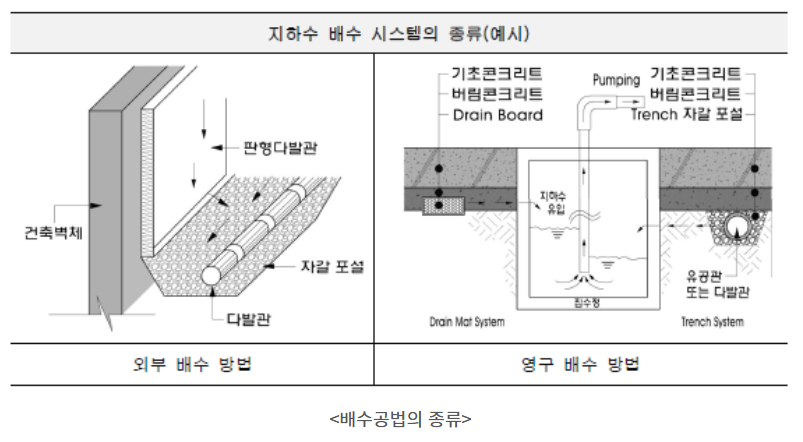 지하수 배수 시스템의 종류(예시)
판형다발관
건축벽체
자갈 포설
다발관
기초콘크리트
버림콘크리트
Drain Board
Pumping
기초콘크리트
버림콘크리트
Trench 자갈 포설
지하수
유입
집수정
유공관
또는 다발관
Drain Mat System
Trench System
외부 배수 방법
영구 배수 방법
<배수공법의 종류>